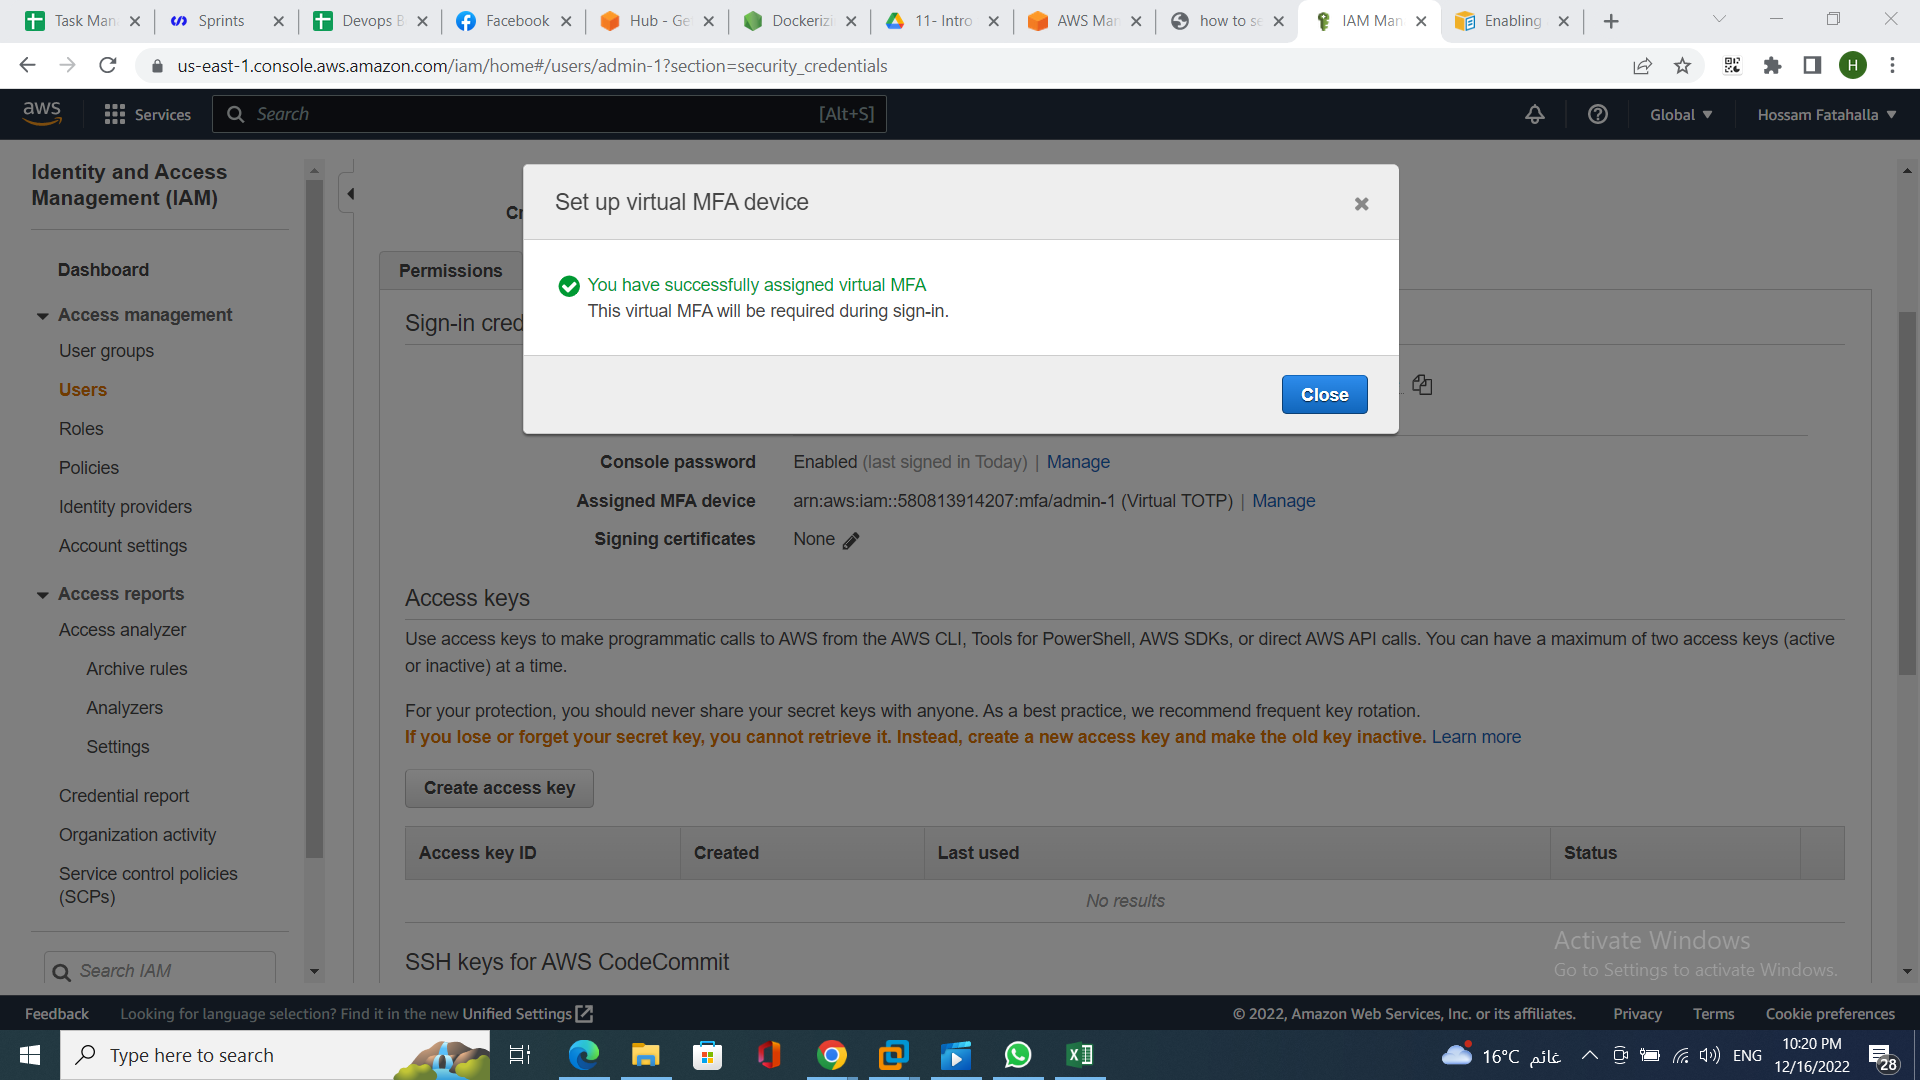 Task Man
Sprints
Devops B
Facebook
Hub - Ge
Dockerizi
11- Intro
AWS Man
how to se
IAM Man
Enabling
us-east-1.console.aws.amazon.com/iam/home#/users/admin-1?section=security_credentials
H
aws
Services
Search
[Alt+S]
Global
Hossam Fatahalla
Identity and Access
Management (IAM)
Dashboard
Access management
User groups
Users
Roles
Policies
Identity providers
Account settings
Access reports
Access analyzer
Archive rules
Analyzers
Settings
Credential report
Organization activity
Service control policies
(SCPs)
Search IAM
Cr
Permissions
Sign-in cred
Set up virtual MFA device
You have successfully assigned virtual MFA
This virtual MFA will be required during sign-in.
Close
Console password Enabled (last signed in Today) | Manage
Assigned MFA device arn:aws:iam::580813914207:mfa/admin-1 (Virtual TOTP) | Manage
Signing certificates None
Access keys
Use access keys to make programmatic calls to AWS from the AWS CLI, Tools for PowerShell, AWS SDKs, or direct AWS API calls. You can have a maximum of two access keys (active
or inactive) at a time.
For your protection, you should never share your secret keys with anyone. As a best practice, we recommend frequent key rotation.
If you lose or forget your secret key, you cannot retrieve it. Instead, create a new access key and make the old key inactive. Learn more
Create access key
Access key ID Created Last used Status
No results
SSH keys for AWS CodeCommit
Activate Windows
Go to Settings to activate Windows.
Feedback
Looking for language selection? Find it in the new Unified Settings
© 2022, Amazon Web Services, Inc. or its affiliates.
Privacy
Terms
Cookie preferences
Type here to search
16°C غائم
ENG
10:20 PM
12/16/2022
28